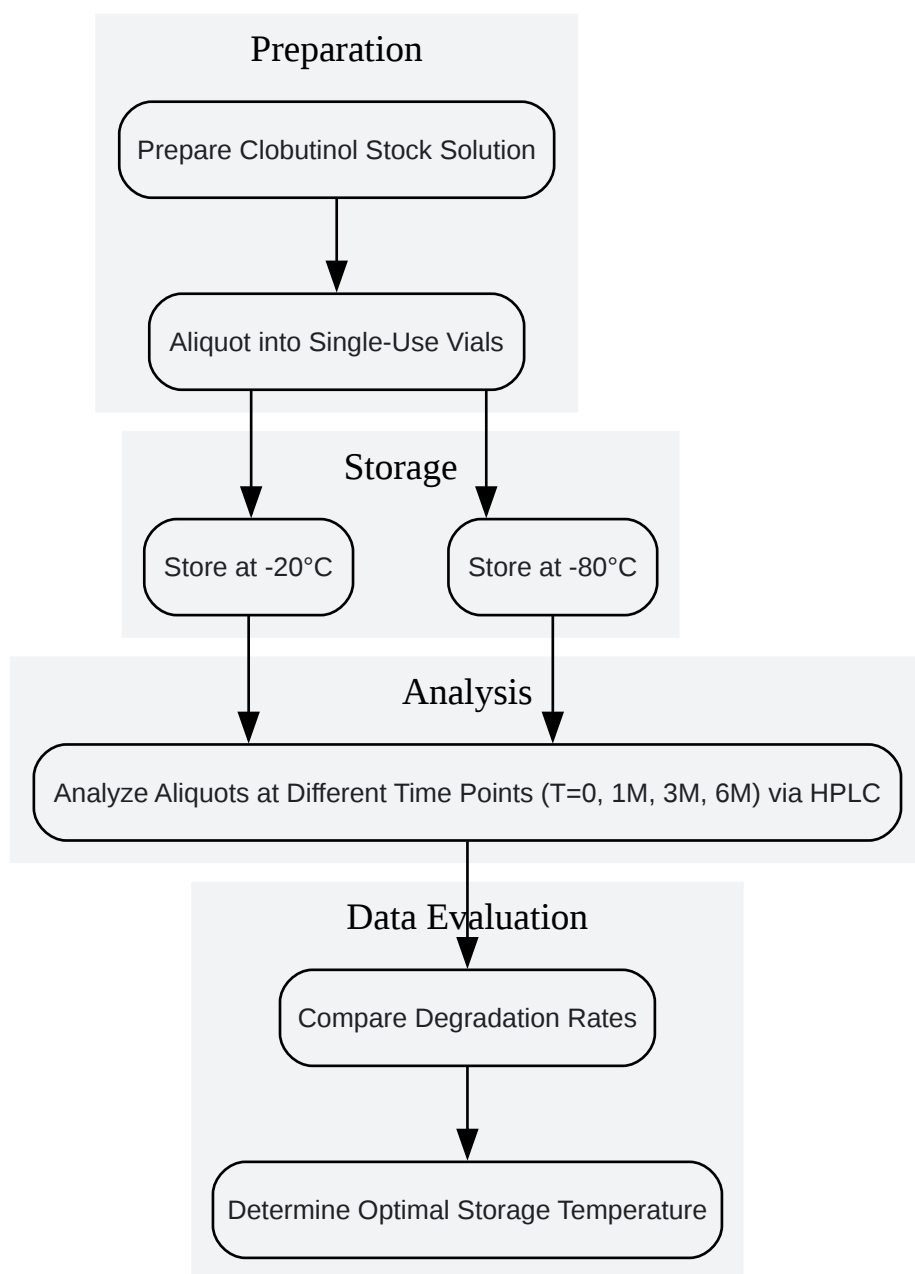 Preparation
Prepare Clobutinol Stock Solution
Aliquot into Single-Use Vials
Storage
Store at -20°C
Store at -80°C
Analysis
Analyze Aliquots at Different Time Points (T=0, 1M, 3M, 6M) via HPLC
Data Evaluation
Compare Degradation Rates
Determine Optimal Storage Temperature